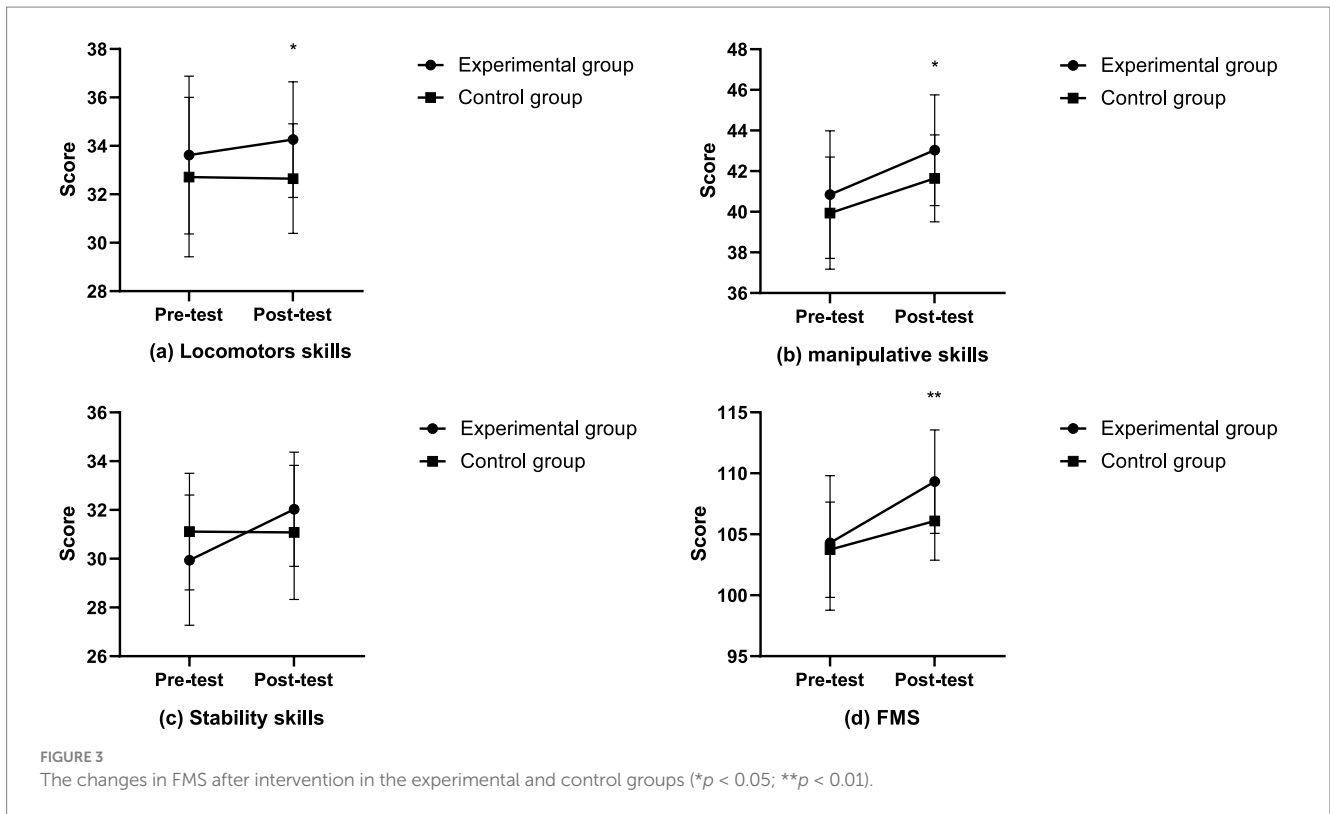 *
38
36
34
32
30
28
Score
Pre-test Post-test
Experimental group
Control group
(a) Locomotors skills
*
48
46
44
42
40
38
36
Score
Pre-test Post-test
Experimental group
Control group
(b) manipulative skills
36
34
32
30
28
26
Score
Pre-test Post-test
Experimental group
Control group
(c) Stability skills
**
115
110
105
100
95
Score
Pre-test Post-test
Experimental group
Control group
(d) FMS
FIGURE 3
The changes in FMS after intervention in the experimental and control groups (*p < 0.05; **p < 0.01).